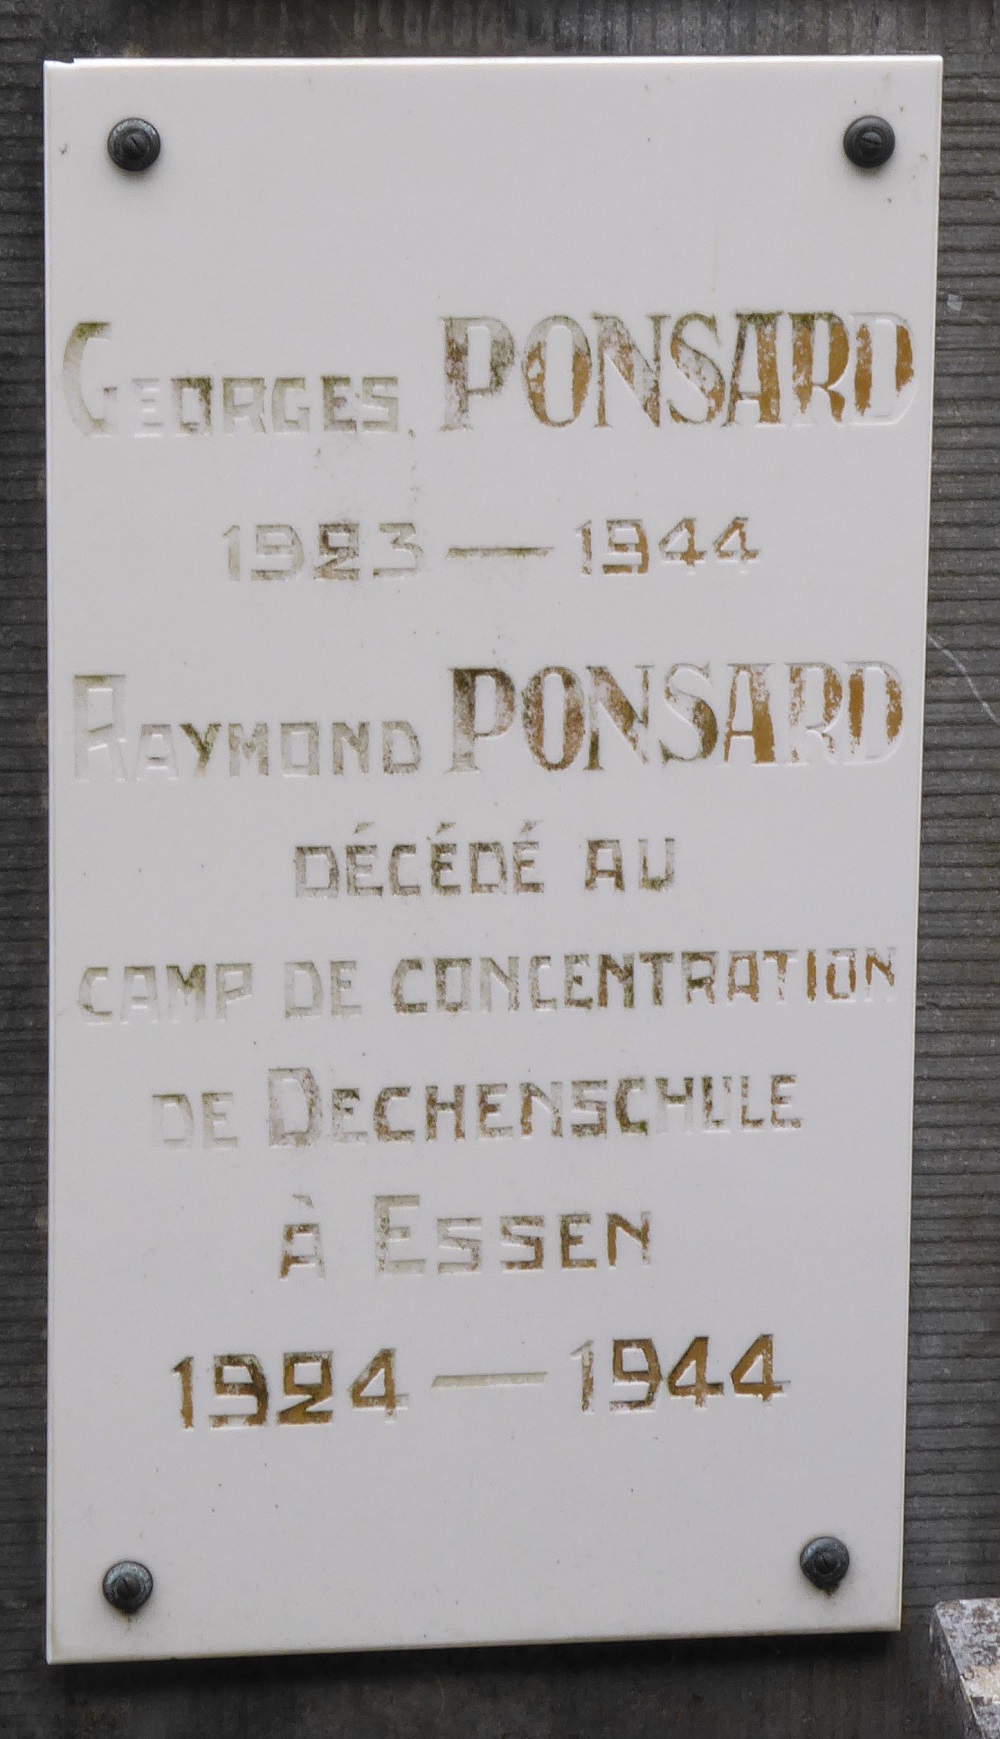 Georges PONSARD
1923 — 1944
Raymond PONSARD
DÉCÉDÉ AU
CAMP DE CONCENTRATION
DE DECHENSCHULE
À ESSEN
1924 — 1944